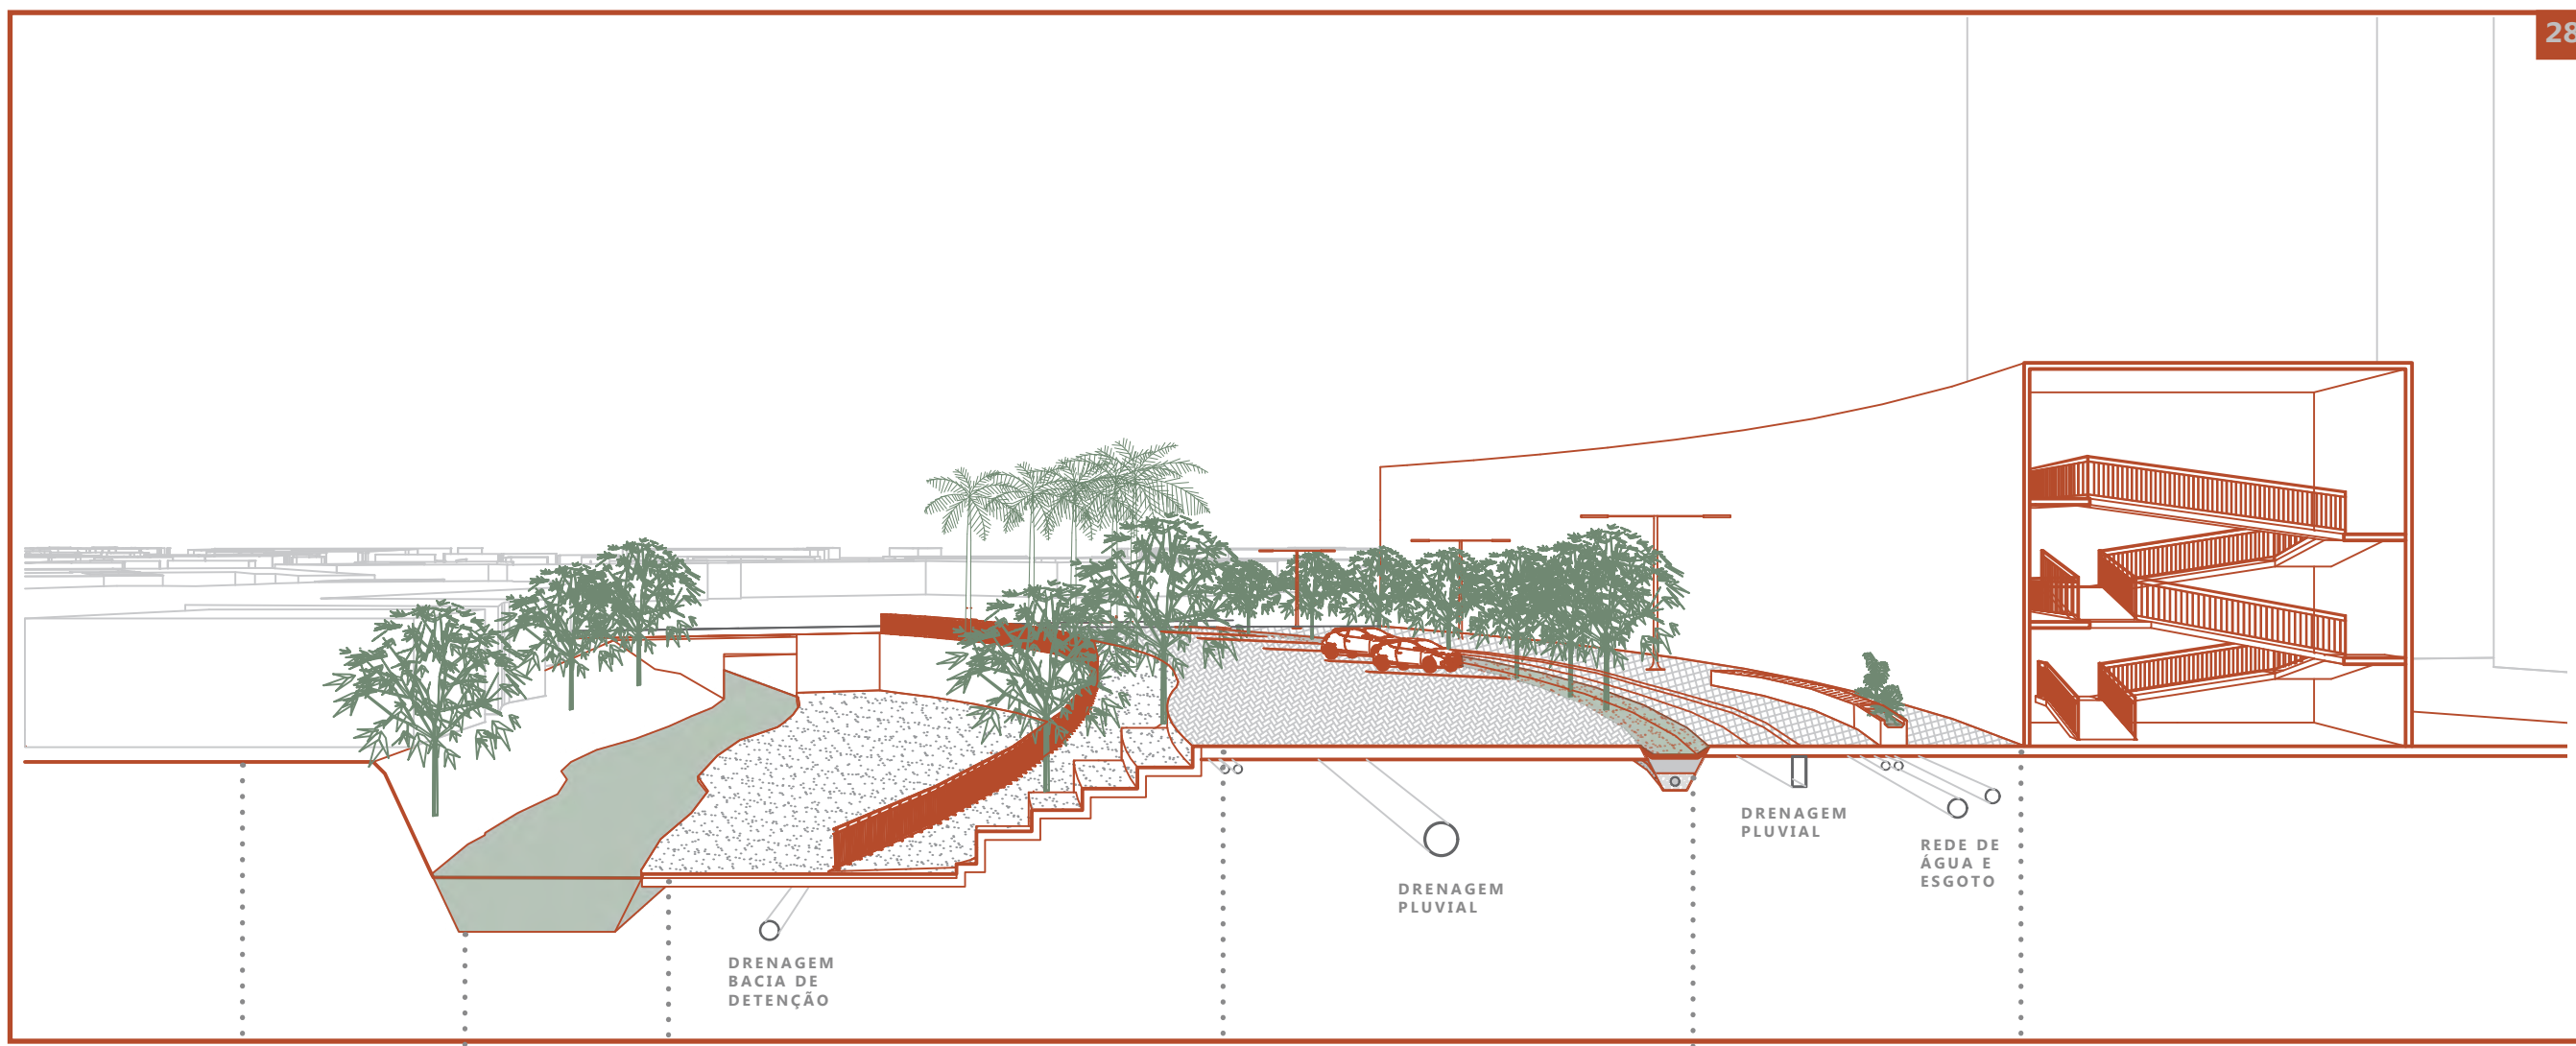 28
DRENAGEM
BACIA DE
DETENÇÃO
DRENAGEM
PLUVIAL
DRENAGEM
PLUVIAL
REDE DE
ÁGUA E
ESGOTO